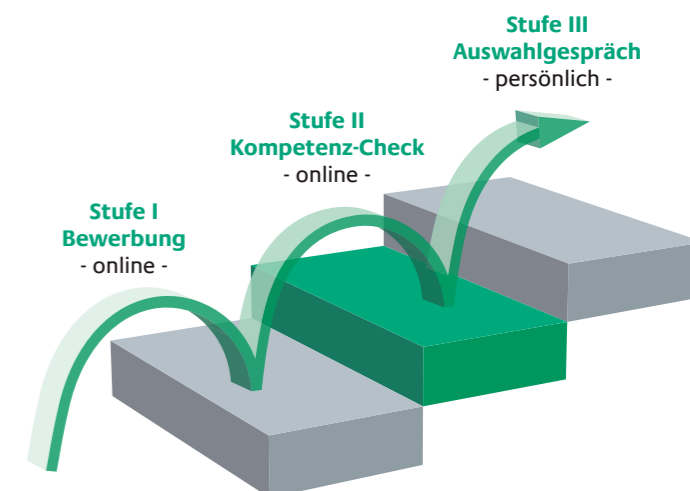 Stufe III
Auswahlgespräch
- persönlich -
Stufe II
Kompetenz-Check
- online -
Stufe I
Bewerbung
- online -